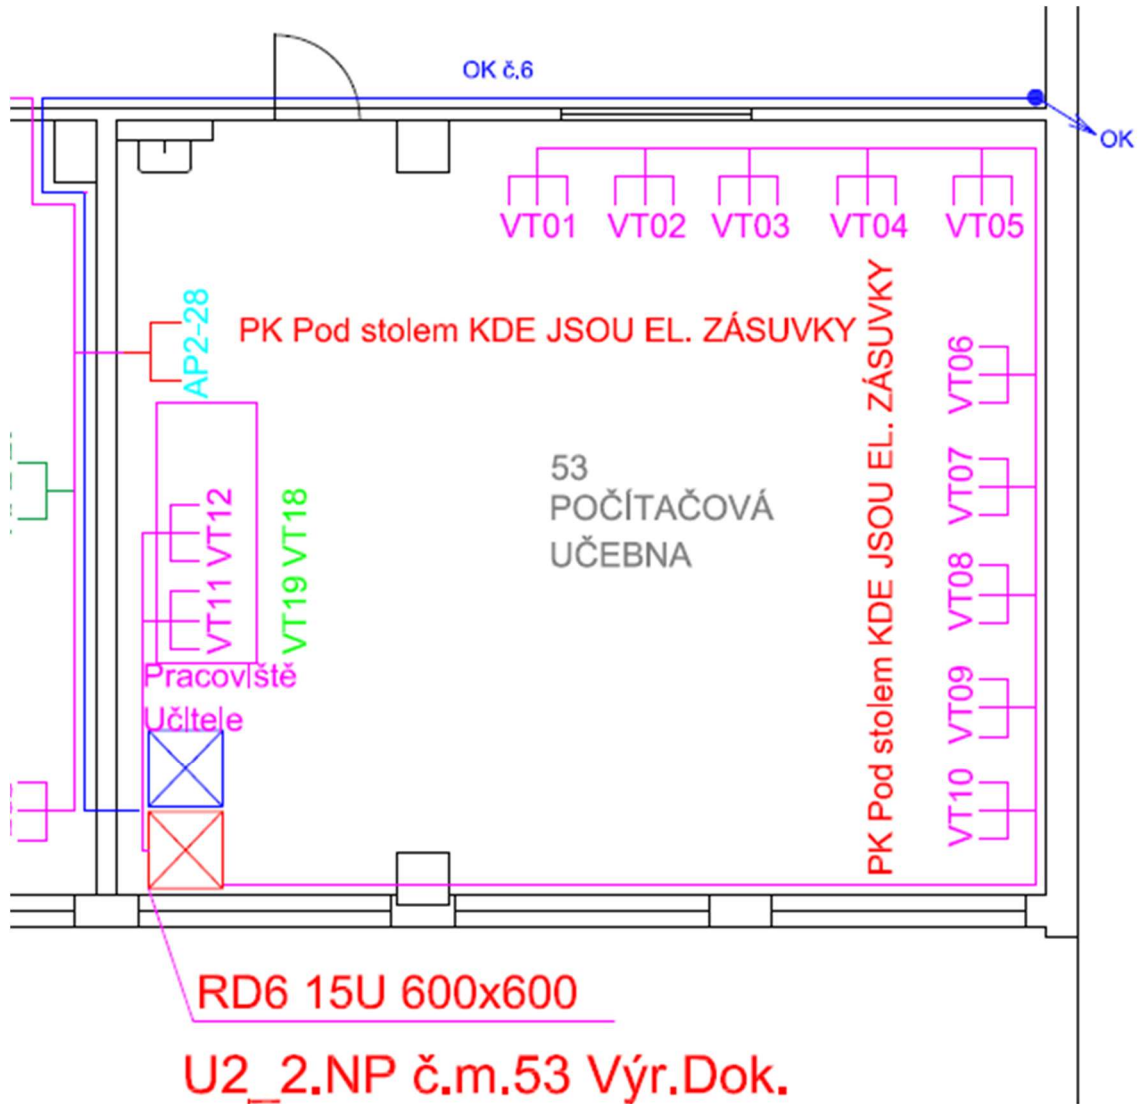 OK č.6
OK
VT01 VT02 VT03 VT04 VT05
AP2-28
PK Pod stolem KDE JSOU EL. ZÁSUVKY
PK Pod stolem KDE JSOU EL. ZÁSUVKY
VT06
VT07
VT08
VT09
VT10
53
POČÍTAČOVÁ
UČEBNA
VT12
VT18
VT11
VT19
Pracoviště
Učitele
RD6 15U 600x600
U2_2.NP č.m.53 Výr.Dok.